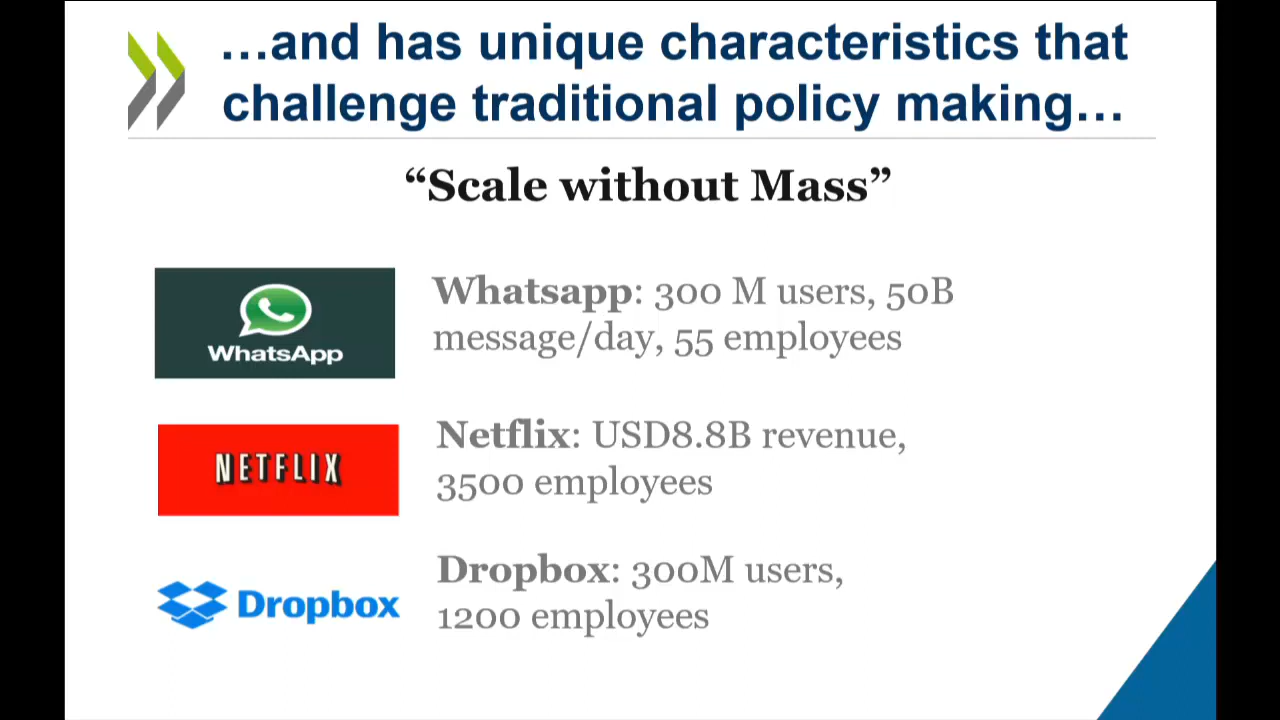 …and has unique characteristics that
challenge traditional policy making…
“Scale without Mass”
WhatsApp
Whatsapp: 300 M users, 50B
message/day, 55 employees
NETFLIX
Netflix: USD8.8B revenue,
3500 employees
Dropbox
Dropbox: 300M users,
1200 employees